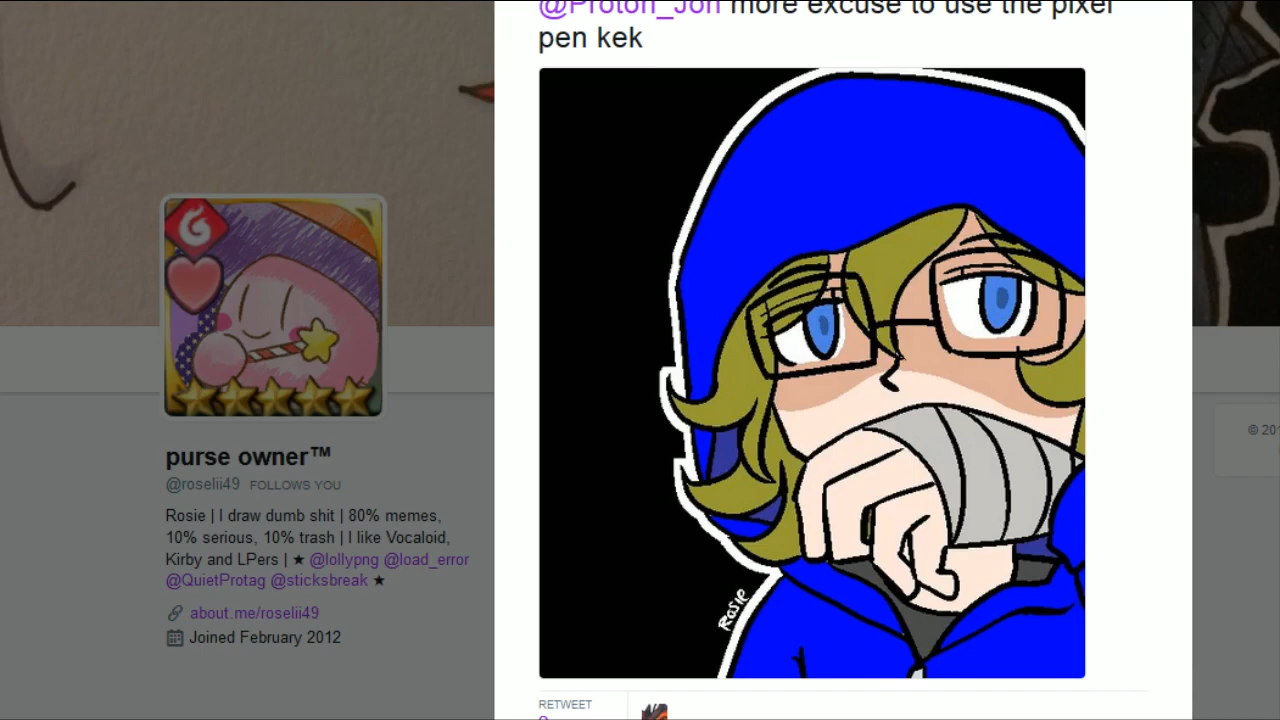 @Proton_Jon more excuse to use the pixel
pen kek
purse owner™
@roselii49 FOLLOWS YOU
Rosie | I draw dumb shit | 80% memes,
10% serious, 10% trash | I like Vocaloid,
Kirby and LPers | ★ @lollypng @load_error
@QuietProtag @sticksbreak ★
about.me/roselii49
Joined February 2012
Rosie
RETWEET
© 201